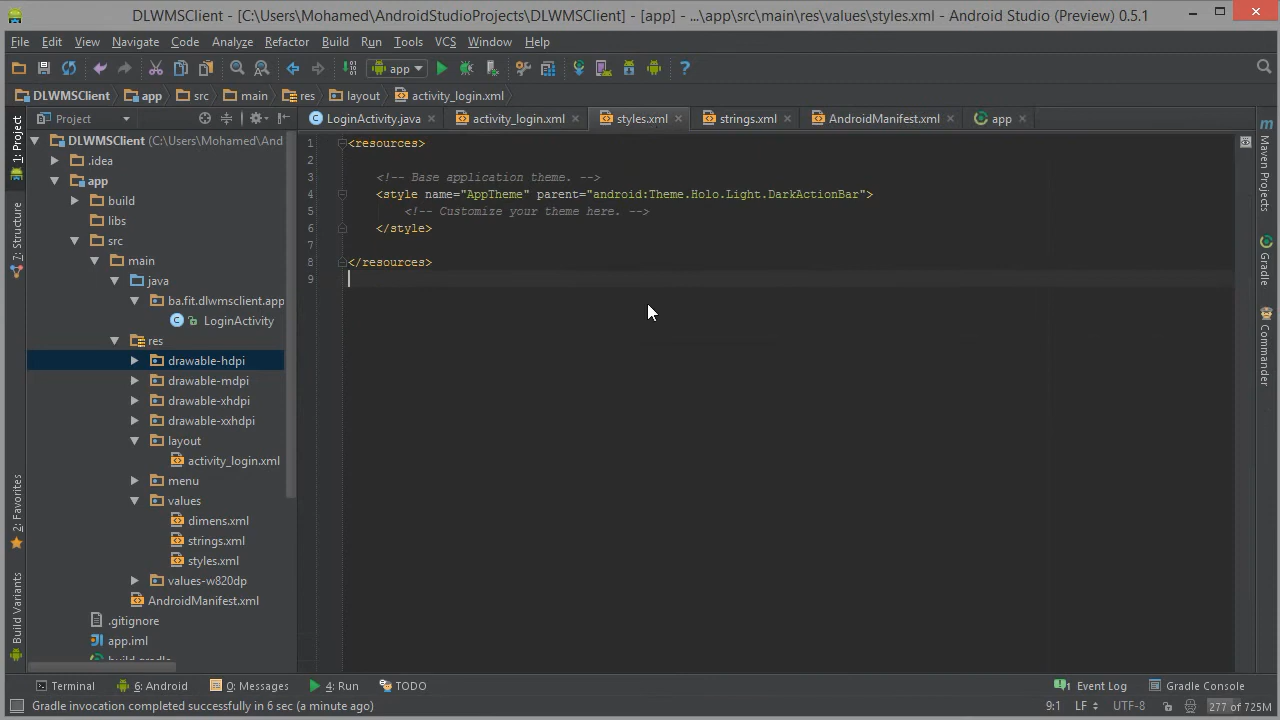 DLWMSClient - [C:\Users\Mohamed\AndroidStudioProjects\DLWMSClient] - [app] - ...\app\src\main\res\values\styles.xml - Android Studio (Preview) 0.5.1
File Edit View Navigate Code Analyze Refactor Build Run Tools VCS Window Help
app
DLWMSClient app src main res layout activity_login.xml
Project
LoginActivity.java activity_login.xml styles.xml strings.xml AndroidManifest.xml app
1: Project
7: Structure
2: Favorites
Build Variants
DLWMSClient (C:\Users\Mohamed\And
.idea
app
build
libs
src
main
java
ba.fit.dlwmsclient.app
LoginActivity
res
drawable-hdpi
drawable-mdpi
drawable-xhdpi
drawable-xxhdpi
layout
activity_login.xml
menu
values
dimens.xml
strings.xml
styles.xml
values-w820dp
AndroidManifest.xml
.gitignore
app.iml
build.gradle
1 <resources>
2
3 <!-- Base application theme. -->
4 <style name="AppTheme" parent="android:Theme.Holo.Light.DarkActionBar">
5 <!-- Customize your theme here. -->
6 </style>
7
8 </resources>
9
Maven Projects
Gradle
Commander
Terminal 6: Android 0: Messages 4: Run TODO Event Log Gradle Console
Gradle invocation completed successfully in 6 sec (a minute ago) 9:1 LF UTF-8 277 of 725M